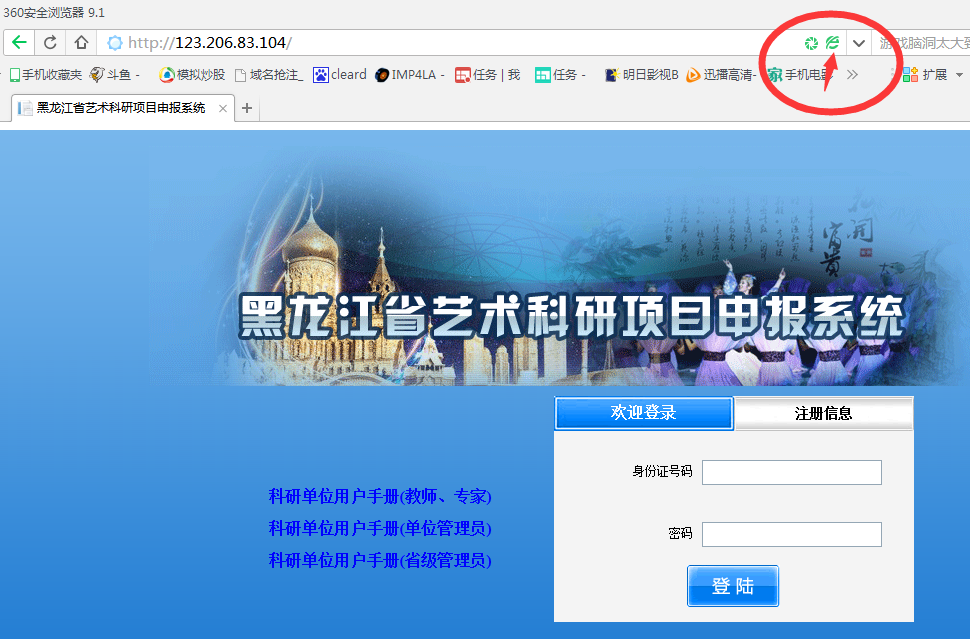 360安全浏览器 9.1
http://123.206.83.104/
游戏脑洞太大
手机收藏夹 斗鱼 - 模拟炒股 域名抢注_ cleard IMP4LA - 任务 | 我 任务 - 明日影视B 迅播高清- 手机电影 >> 扩展
黑龙江省艺术科研项目申报系统 × +
花开富贵
黑龙江省艺术科研项目申报系统
欢迎登录 注册信息
身份证号码
科研单位用户手册(教师、专家)
科研单位用户手册(单位管理员)
密码
科研单位用户手册(省级管理员)
登 陆